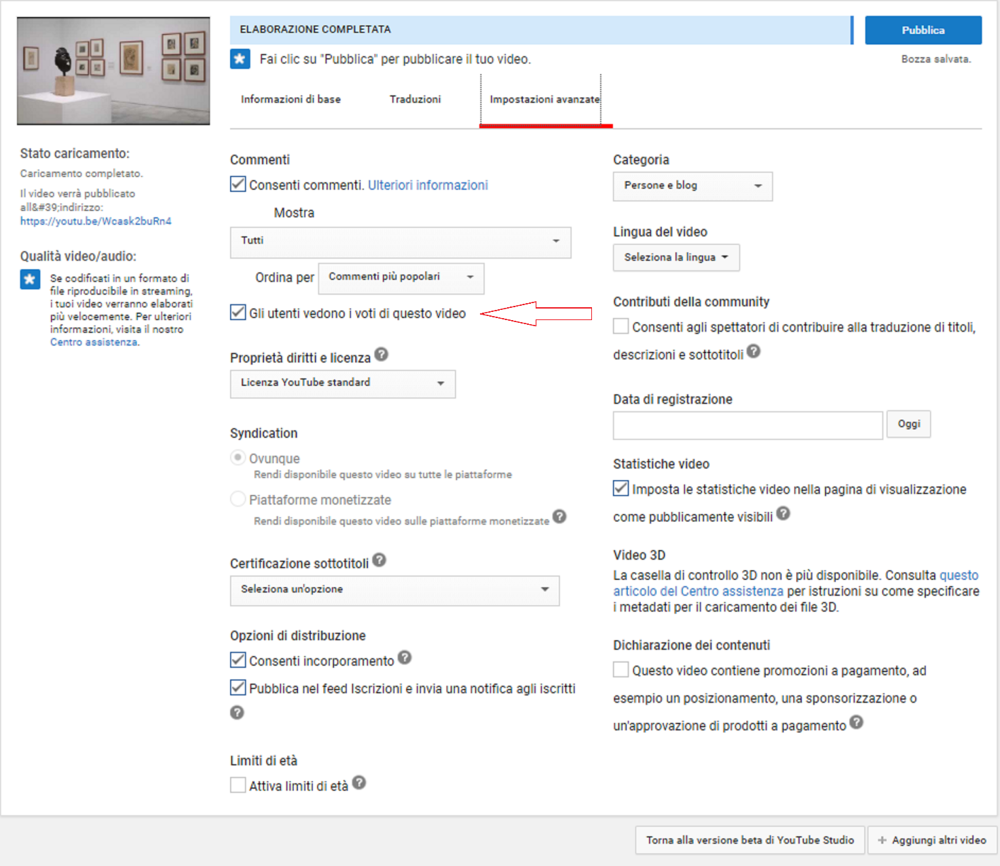 ELABORAZIONE COMPLETATA
Pubblica
Fai clic su "Pubblica" per pubblicare il tuo video.
Bozza salvata.
Informazioni di base
Traduzioni
Impostazioni avanzate
Stato caricamento:
Caricamento completato.
Il video verrà pubblicato
all&#39;indirizzo:
https://youtu.be/Wcask2buRn4
Qualità video/audio:
Se codificati in un formato di
file riproducibile in streaming,
i tuoi video verranno elaborati
più velocemente. Per ulteriori
informazioni, visita il nostro
Centro assistenza.
Commenti
Consenti commenti. Ulteriori informazioni
Mostra
Tutti
Ordina per
Commenti più popolari
Gli utenti vedono i voti di questo video
Proprietà diritti e licenza ?
Licenza YouTube standard
Syndication
Ovunque
Rendi disponibile questo video su tutte le piattaforme
Piattaforme monetizzate
Rendi disponibile questo video sulle piattaforme monetizzate ?
Certificazione sottotitoli ?
Seleziona un'opzione
Opzioni di distribuzione
Consenti incorporamento ?
Pubblica nel feed Iscrizioni e invia una notifica agli iscritti
?
Limiti di età
Attiva limiti di età ?
Categoria
Persone e blog
Lingua del video
Seleziona la lingua
Contributi della community
Consenti agli spettatori di contribuire alla traduzione di titoli,
descrizioni e sottotitoli ?
Data di registrazione
Oggi
Statistiche video
Imposta le statistiche video nella pagina di visualizzazione
come pubblicamente visibili ?
Video 3D
La casella di controllo 3D non è più disponibile. Consulta questo
articolo del Centro assistenza per istruzioni su come specificare
i metadati per il caricamento dei file 3D.
Dichiarazione dei contenuti
Questo video contiene promozioni a pagamento, ad
esempio un posizionamento, una sponsorizzazione o
un'approvazione di prodotti a pagamento ?
Torna alla versione beta di YouTube Studio
+ Aggiungi altri video